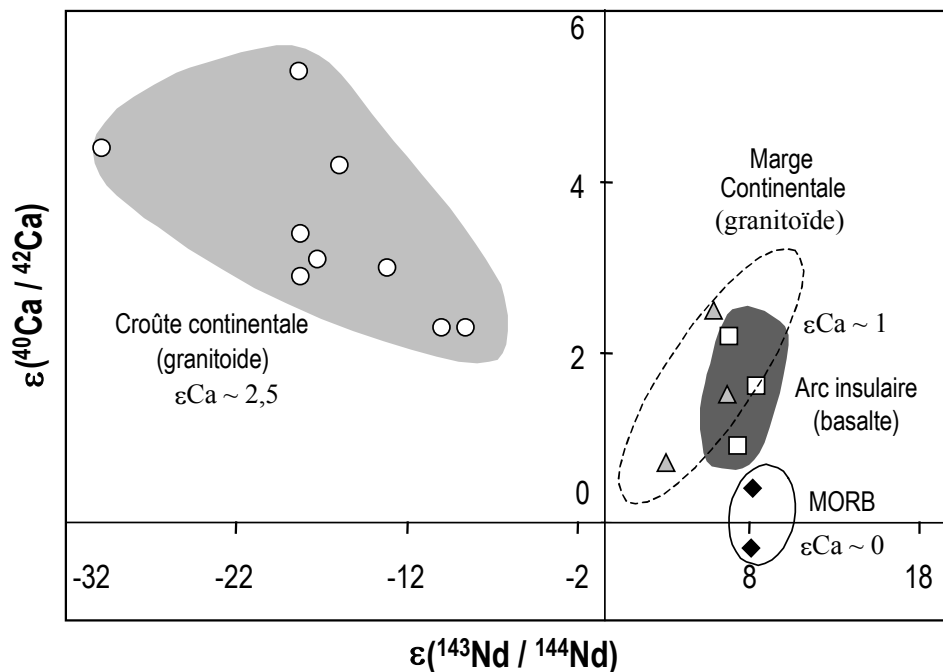 6
4
2
0
ε(⁴⁰Ca / ⁴²Ca)
Marge
Continentale
(granitoïde)
εCa ~ 1
Croûte continentale
(granitoide)
εCa ~ 2,5
Arc insulaire
(basalte)
MORB
εCa ~ 0
-32 -22 -12 -2 8 18
ε(¹⁴³Nd / ¹⁴⁴Nd)